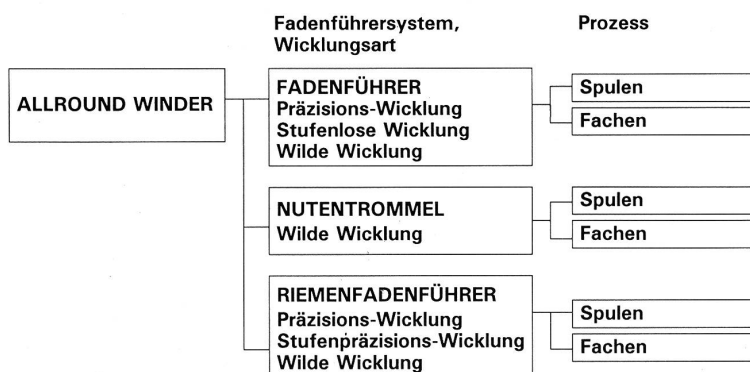 Fadenführersystem,
Wicklungsart
Prozess
ALLROUND WINDER
FADENFÜHRER
Präzisions-Wicklung
Stufenlose Wicklung
Wilde Wicklung
Spulen
Fachen
NUTENTROMMEL
Wilde Wicklung
Spulen
Fachen
RIEMENFADENFÜHRER
Präzisions-Wicklung
Stufenpräzisions-Wicklung
Wilde Wicklung
Spulen
Fachen